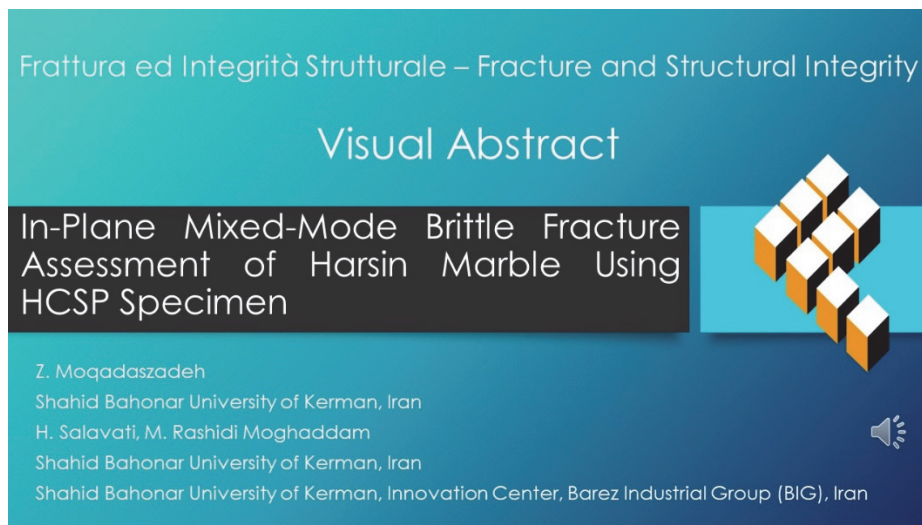 Frattura ed Integrità Strutturale – Fracture and Structural Integrity
Visual Abstract
In-Plane Mixed-Mode Brittle Fracture
Assessment of Harsin Marble Using
HCSP Specimen
Z. Moqadaszadeh
Shahid Bahonar University of Kerman, Iran
H. Salavati, M. Rashidi Moghaddam
Shahid Bahonar University of Kerman, Iran
Shahid Bahonar University of Kerman, Innovation Center, Barez Industrial Group (BIG), Iran